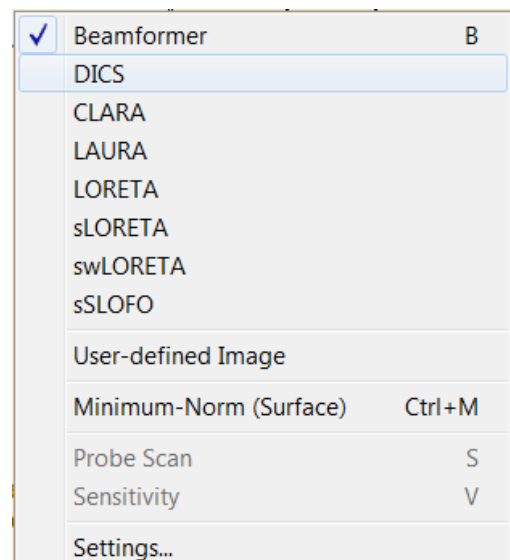 Beamformer B
DICS
CLARA
LAURA
LORETA
sLORETA
swLORETA
sSLOFO
User-defined Image
Minimum-Norm (Surface) Ctrl+M
Probe Scan S
Sensitivity V
Settings...